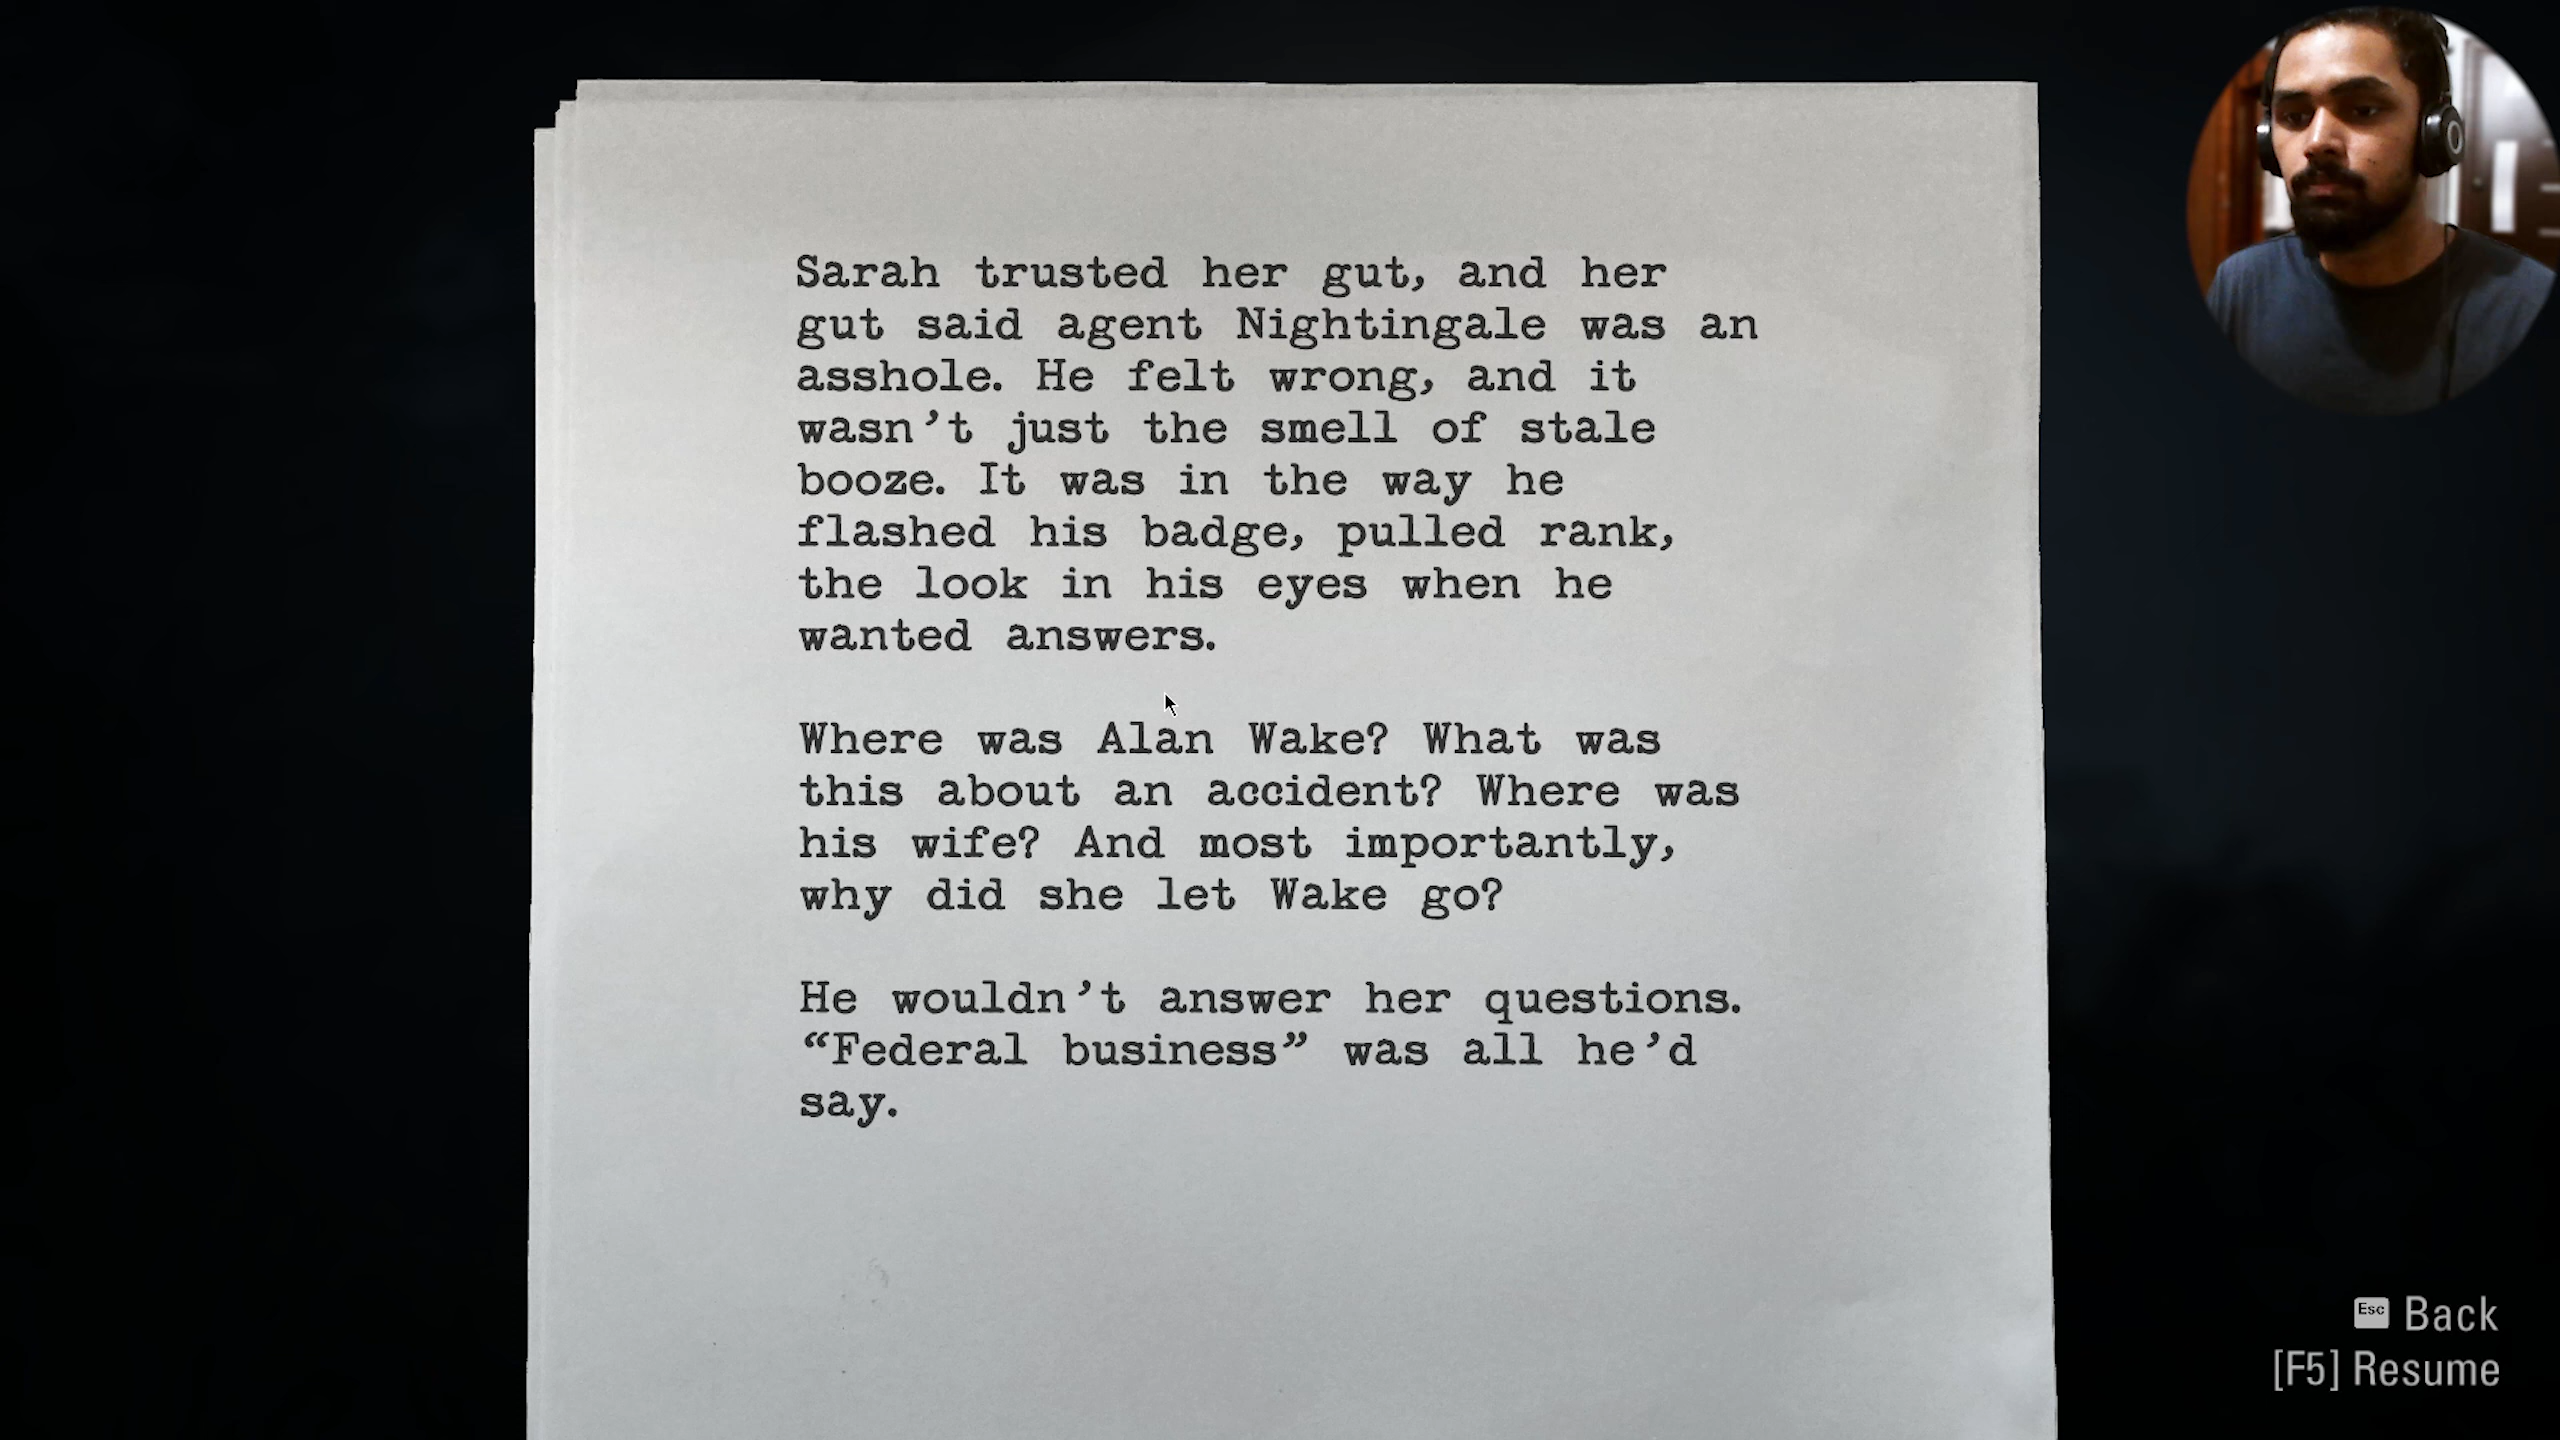 Sarah trusted her gut, and her
gut said agent Nightingale was an
asshole. He felt wrong, and it
wasn’t just the smell of stale
booze. It was in the way he
flashed his badge, pulled rank,
the look in his eyes when he
wanted answers.
Where was Alan Wake? What was
this about an accident? Where was
his wife? And most importantly,
why did she let Wake go?
He wouldn’t answer her questions.
“Federal business” was all he’d
say.
Esc Back
[F5] Resume